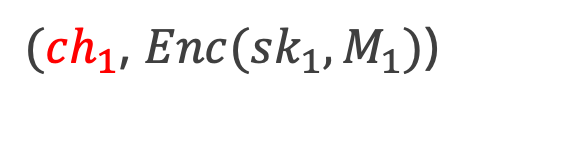 (ch₁, Enc(sk₁, M₁))